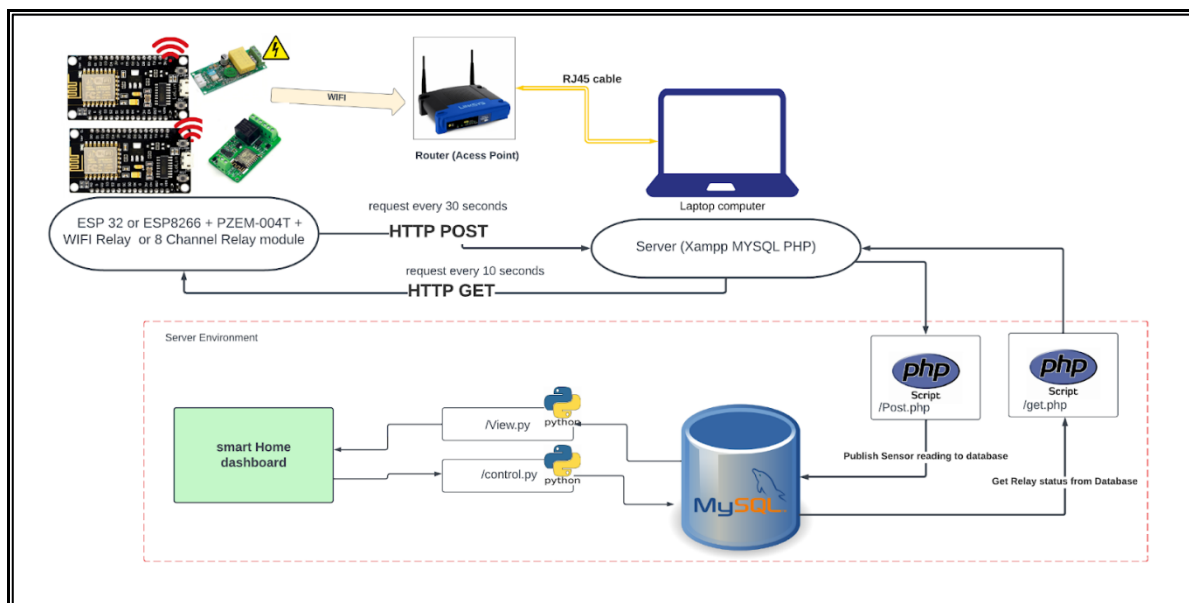 WIFI
RJ45 cable
LINKSYS
Router (Acess Point)
Laptop computer
ESP 32 or ESP8266 + PZEM-004T +
WIFI Relay or 8 Channel Relay module
request every 30 seconds
HTTP POST
Server (Xampp MYSQL PHP)
request every 10 seconds
HTTP GET
Server Environment
php
Script
/Post.php
php
Script
/get.php
smart Home
dashboard
/View.py
python
/control.py
python
MySQL
Publish Sensor reading to database
Get Relay status from Database